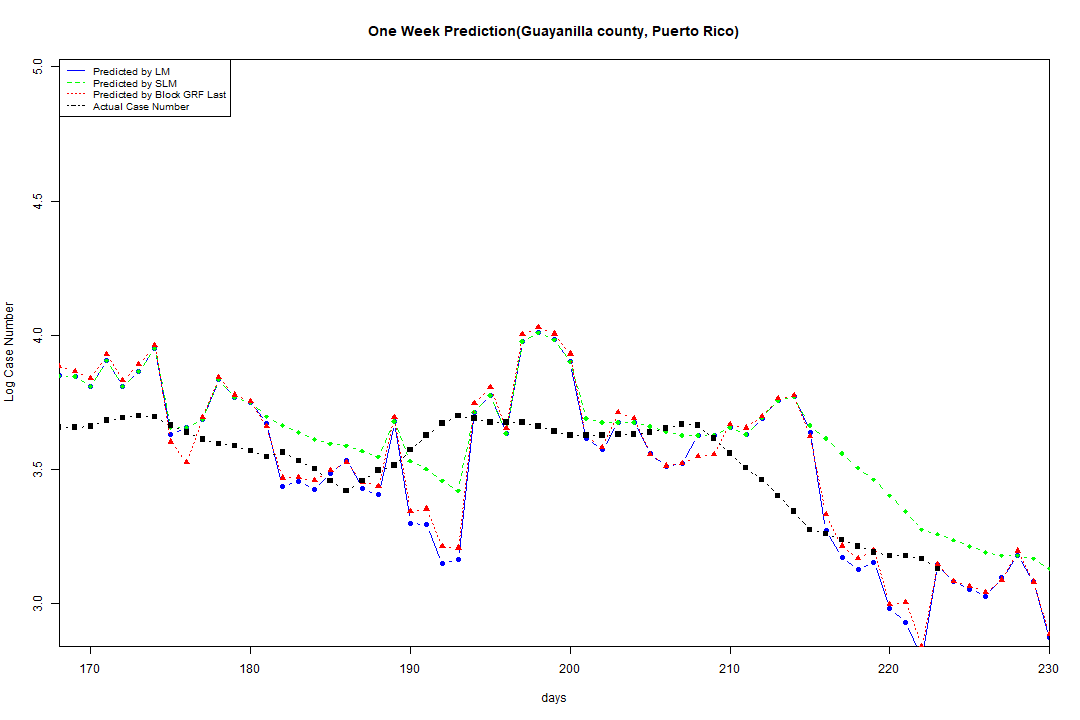 One Week Prediction(Guayanilla county, Puerto Rico)
Predicted by LM
Predicted by SLM
Predicted by Block GRF Last
Actual Case Number
Log Case Number
5.0
4.5
4.0
3.5
3.0
170 180 190 200 210 220 230
days